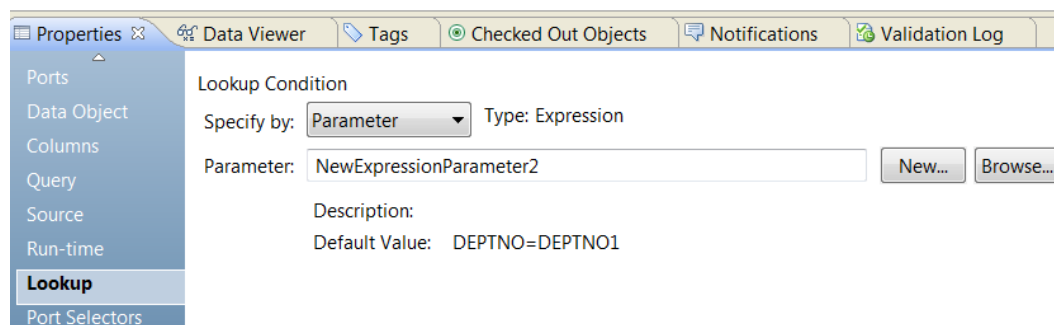 Properties Data Viewer Tags Checked Out Objects Notifications Validation Log
Ports
Data Object
Columns
Query
Source
Run-time
Lookup
Port Selectors
Lookup Condition
Specify by: Parameter Type: Expression
Parameter: NewExpressionParameter2 New... Browse...
Description:
Default Value: DEPTNO=DEPTNO1